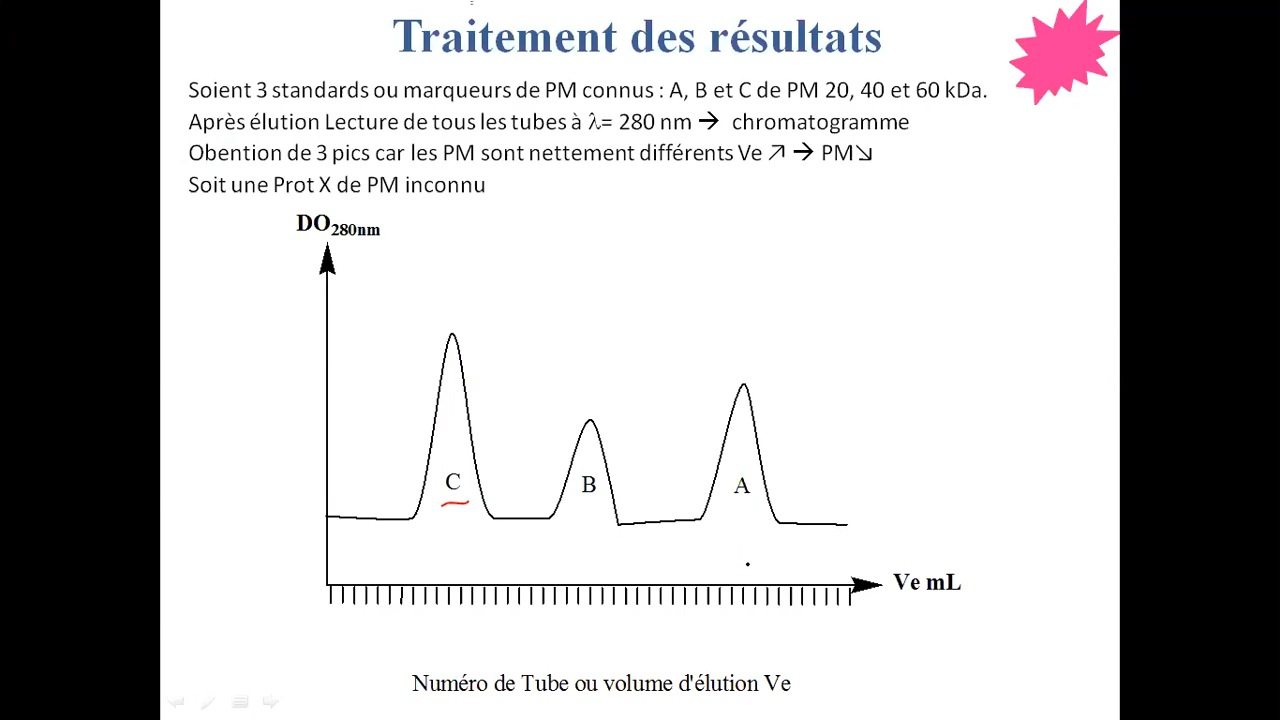 Traitement des résultats
Soient 3 standards ou marqueurs de PM connus : A, B et C de PM 20, 40 et 60 kDa.
Après élution Lecture de tous les tubes à λ= 280 nm → chromatogramme
Obention de 3 pics car les PM sont nettement différents Ve ↗ → PM↘
Soit une Prot X de PM inconnu
DO280nm
C
B
A
Ve mL
Numéro de Tube ou volume d'élution Ve